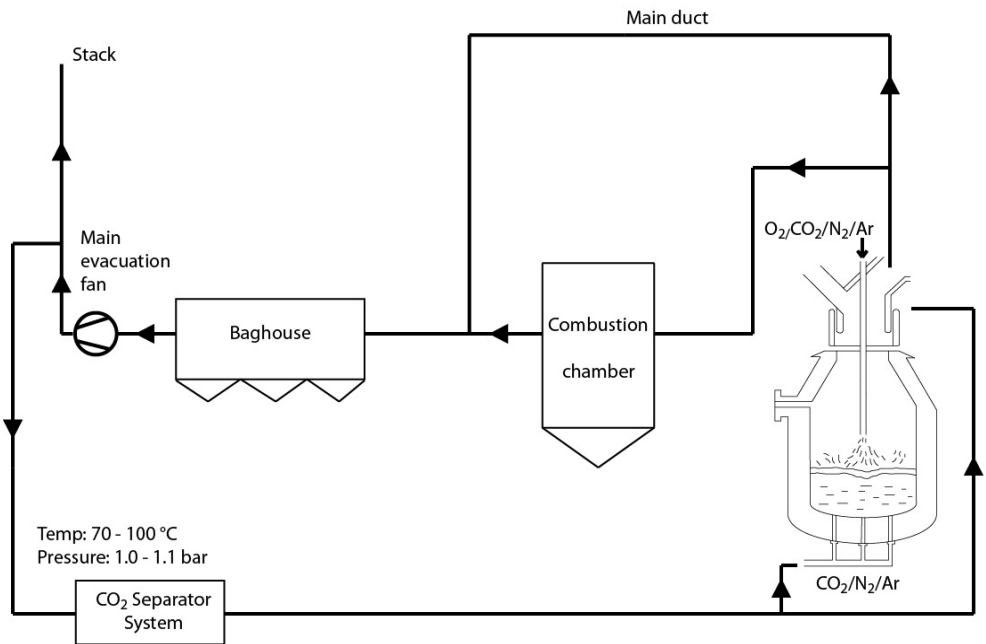 Main duct
Stack
O₂/CO₂/N₂/Ar
Main
evacuation
fan
Baghouse
Combustion
chamber
Temp: 70 - 100 °C
Pressure: 1.0 - 1.1 bar
CO₂ Separator
System
CO₂/N₂/Ar